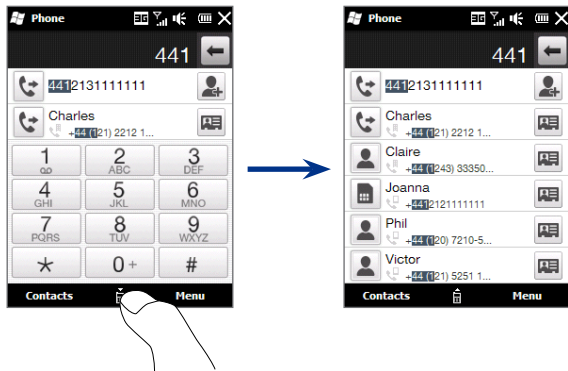 Phone
441
4412131111111
Charles
+44 (121) 2212 1...
1
2 ABC
3 DEF
4 GHI
5 JKL
6 MNO
7 PQRS
8 TUV
9 WXYZ
* 0 + #
Contacts Menu
Phone
441
4412131111111
Charles
+44 (121) 2212 1...
Claire
+44 (1243) 33350...
Joanna
+4412121111111
Phil
+44 (120) 7210-5...
Victor
+44 (121) 5251 1...
Contacts Menu